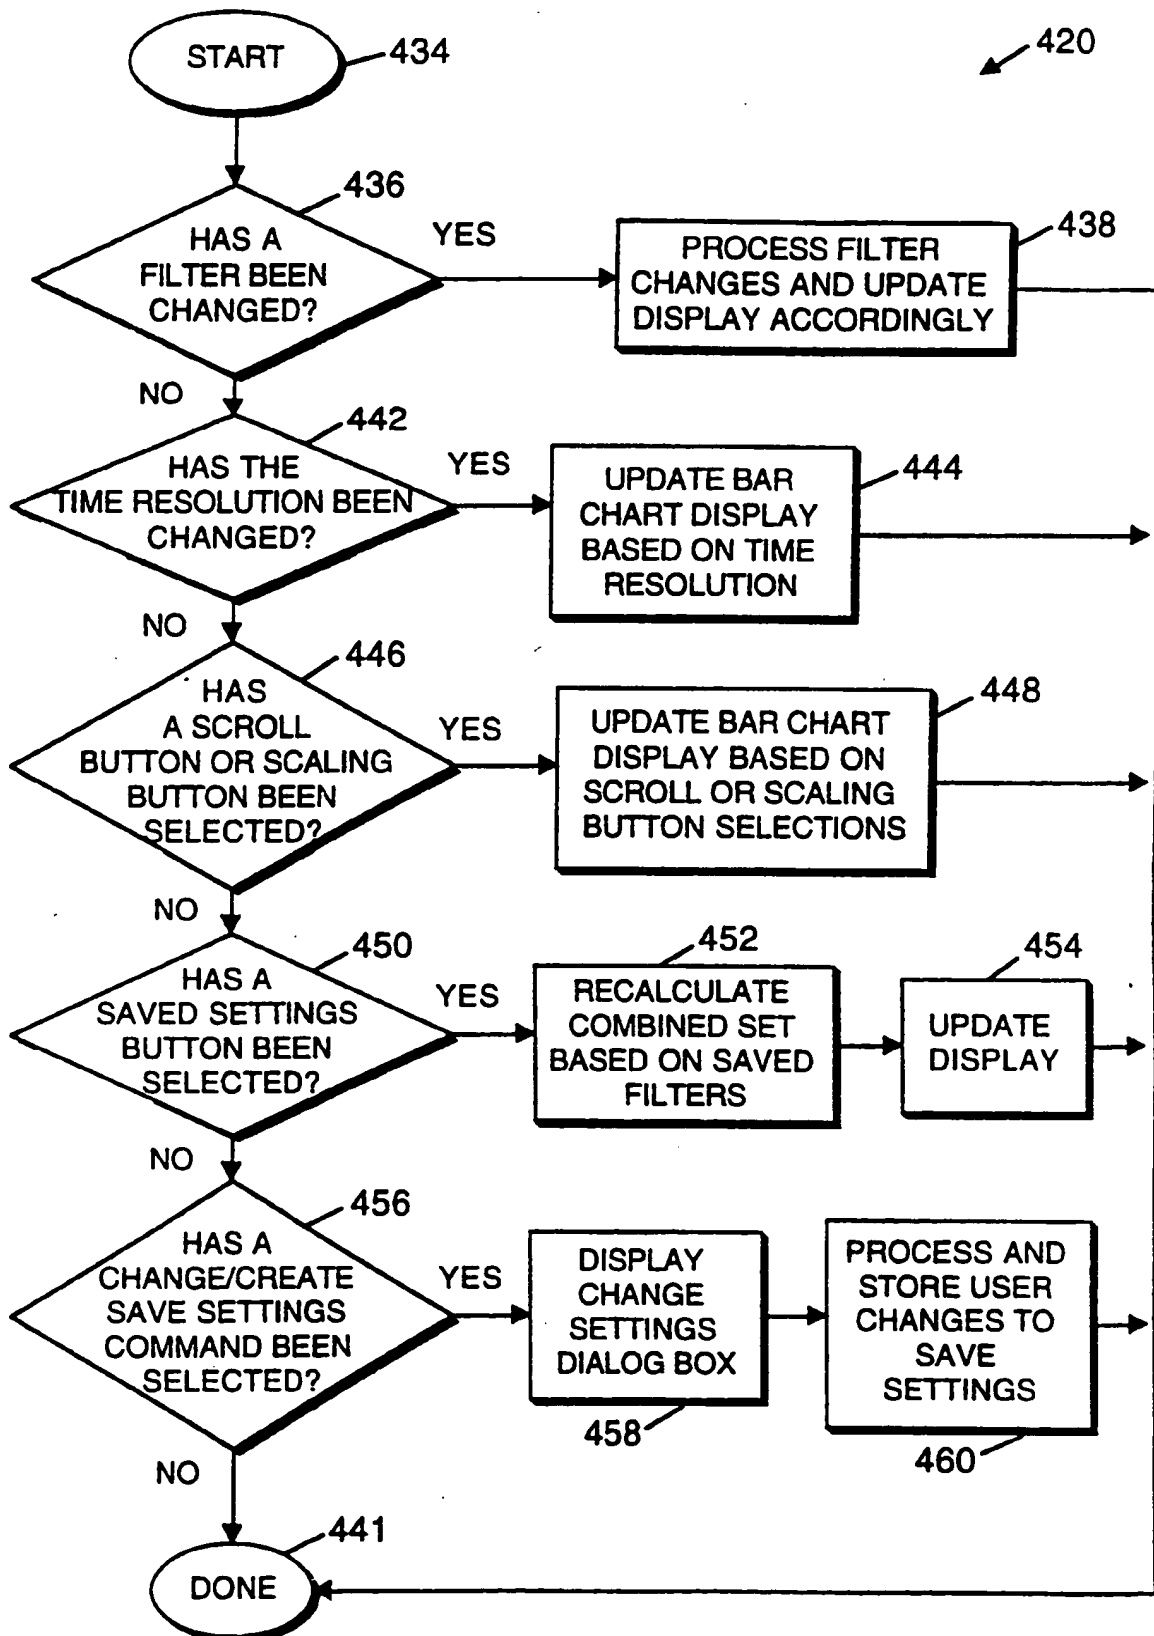 START
434
420
436
HAS A
FILTER BEEN
CHANGED?
YES
PROCESS FILTER
CHANGES AND UPDATE
DISPLAY ACCORDINGLY
438
NO
442
HAS THE
TIME RESOLUTION BEEN
CHANGED?
YES
UPDATE BAR
CHART DISPLAY
BASED ON TIME
RESOLUTION
444
NO
446
HAS
A SCROLL
BUTTON OR SCALING
BUTTON BEEN
SELECTED?
YES
UPDATE BAR CHART
DISPLAY BASED ON
SCROLL OR SCALING
BUTTON SELECTIONS
448
NO
450
HAS A
SAVED SETTINGS
BUTTON BEEN
SELECTED?
YES
452
RECALCULATE
COMBINED SET
BASED ON SAVED
FILTERS
454
UPDATE
DISPLAY
NO
456
HAS A
CHANGE/CREATE
SAVE SETTINGS
COMMAND BEEN
SELECTED?
YES
DISPLAY
CHANGE
SETTINGS
DIALOG BOX
458
PROCESS AND
STORE USER
CHANGES TO
SAVE
SETTINGS
460
NO
441
DONE